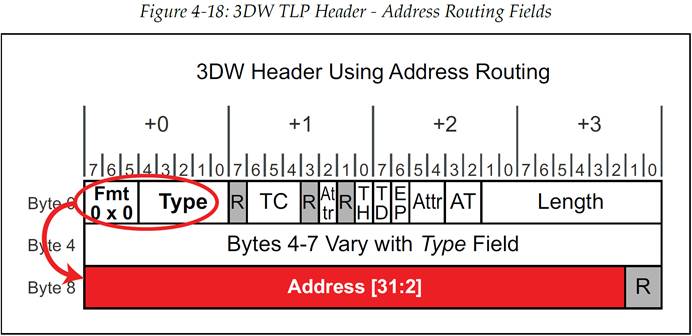 Figure 4-18: 3DW TLP Header - Address Routing Fields
3DW Header Using Address Routing
+0 +1 +2 +3
7 6 5 4 3 2 1 0 7 6 5 4 3 2 1 0 7 6 5 4 3 2 1 0 7 6 5 4 3 2 1 0
Byte 0 Fmt 0 x 0 Type R TC R At tr R T H T D E P Attr AT Length
Byte 4 Bytes 4-7 Vary with Type Field
Byte 8 Address [31:2] R